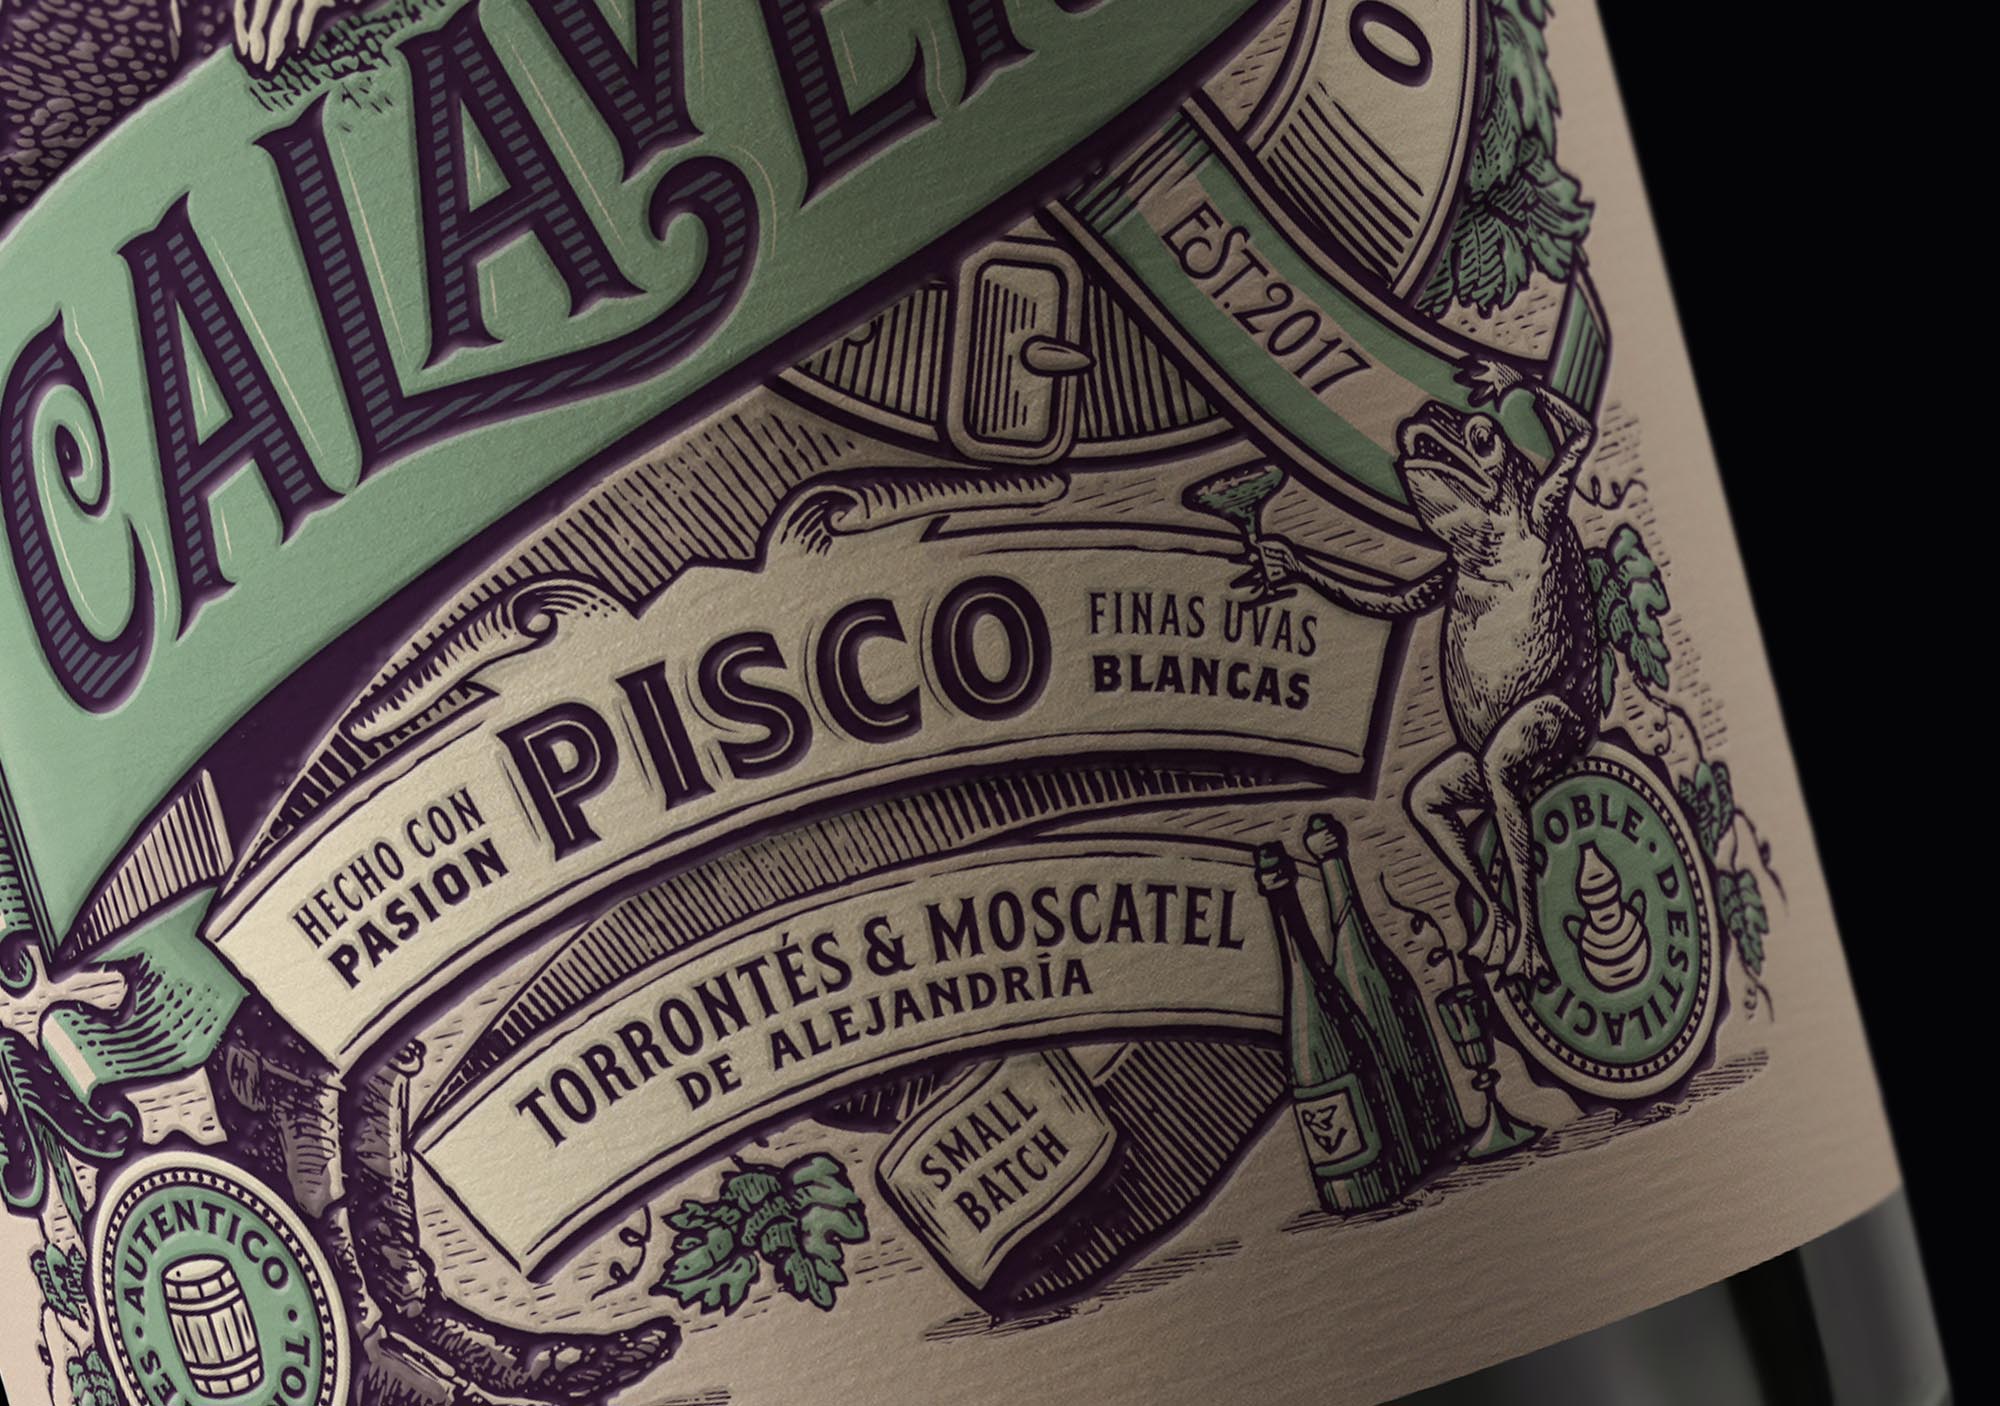 EST. 2017
HECHO CON
PASION
PISCO
FINAS UVAS
BLANCAS
TORRONTÉS & MOSCATEL
DE ALEJANDRÍA
SMALL
BATCH
AUTENTICO